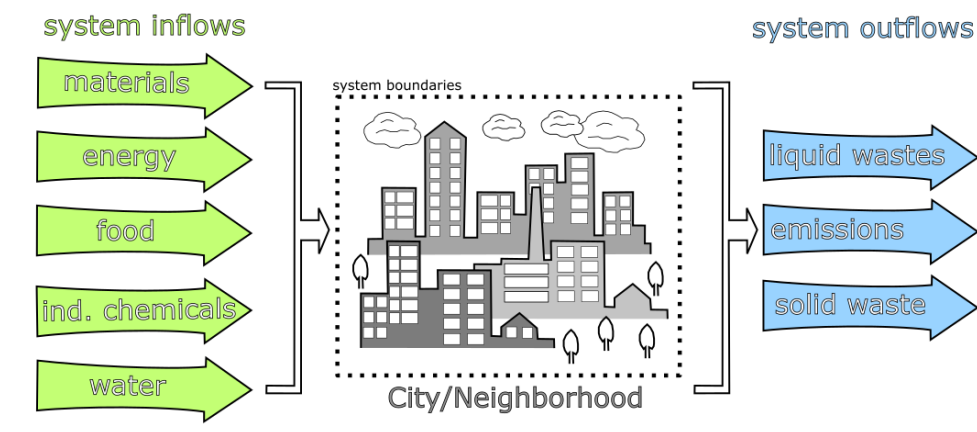 system inflows
system outflows
materials
energy
food
ind. chemicals
water
system boundaries
City/Neighborhood
liquid wastes
emissions
solid waste